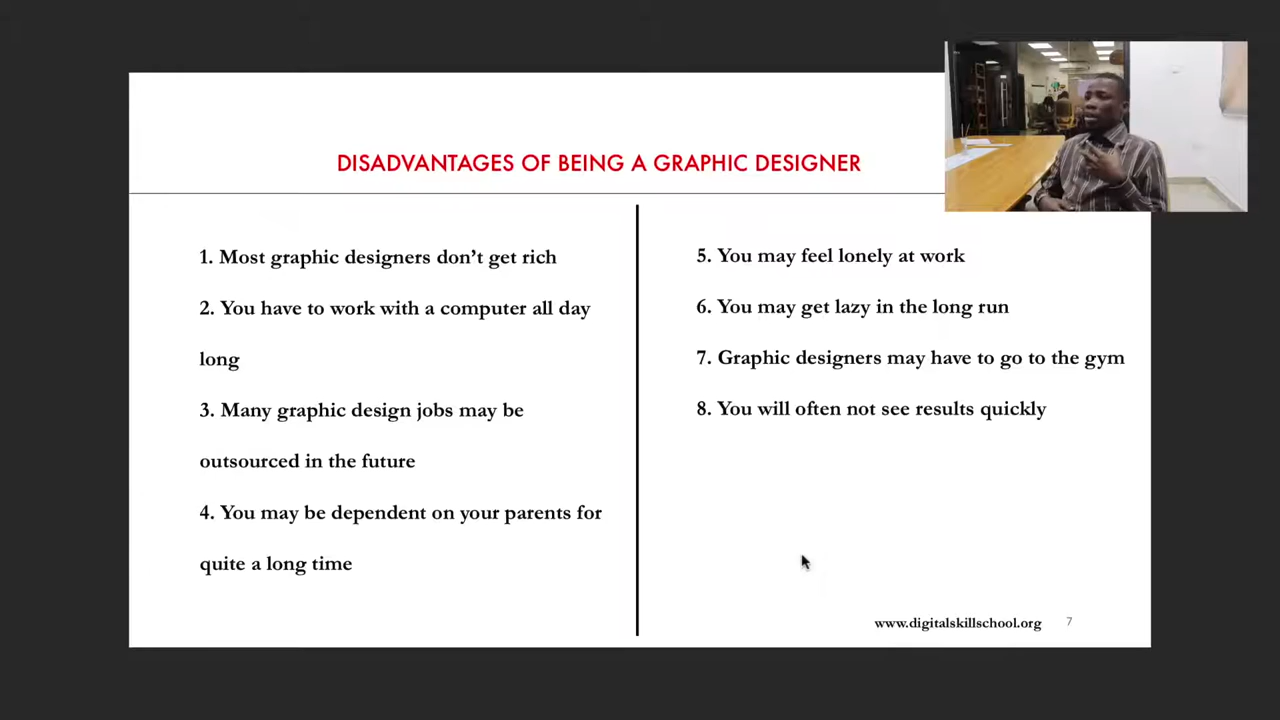 DISADVANTAGES OF BEING A GRAPHIC DESIGNER
1. Most graphic designers don’t get rich
2. You have to work with a computer all day
long
3. Many graphic design jobs may be
outsourced in the future
4. You may be dependent on your parents for
quite a long time
5. You may feel lonely at work
6. You may get lazy in the long run
7. Graphic designers may have to go to the gym
8. You will often not see results quickly
www.digitalskillschool.org 7